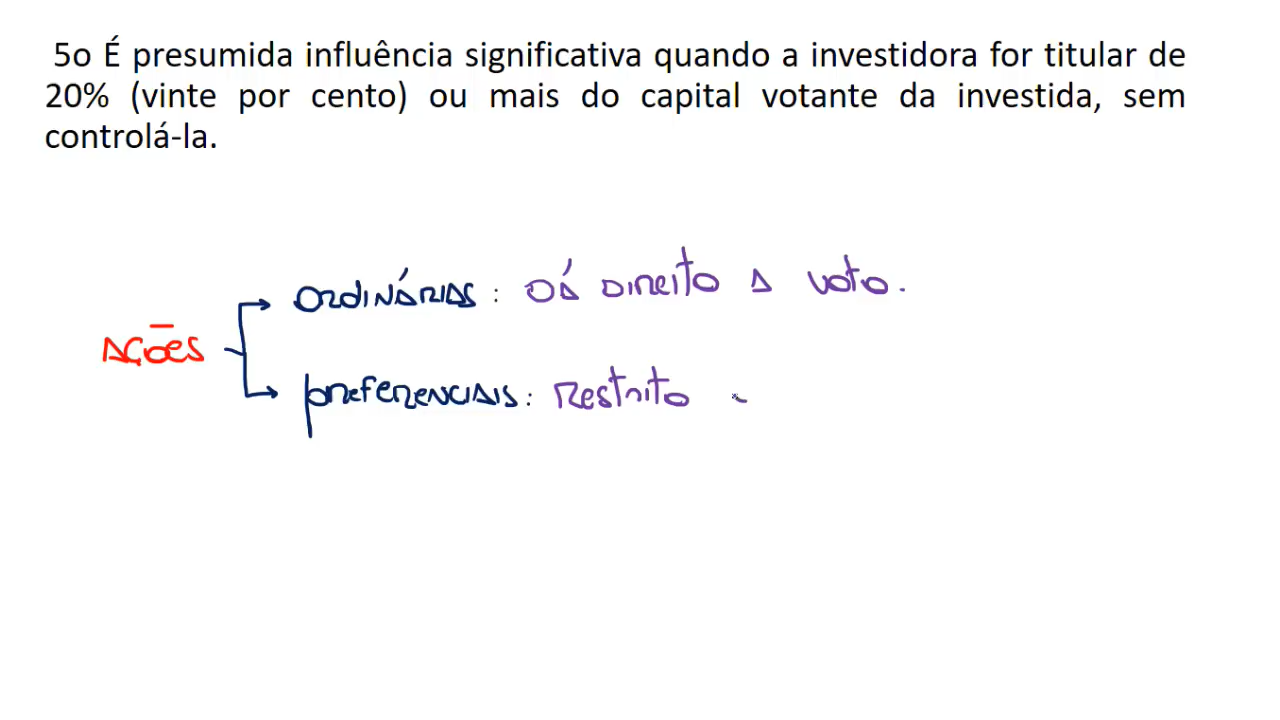 5o É presumida influência significativa quando a investidora for titular de
20% (vinte por cento) ou mais do capital votante da investida, sem
controlá-la.
ORDINÁRIAS : DÁ DIREITO A VOTO.
AÇÕES
PREFERENCIAIS : RESTRITO